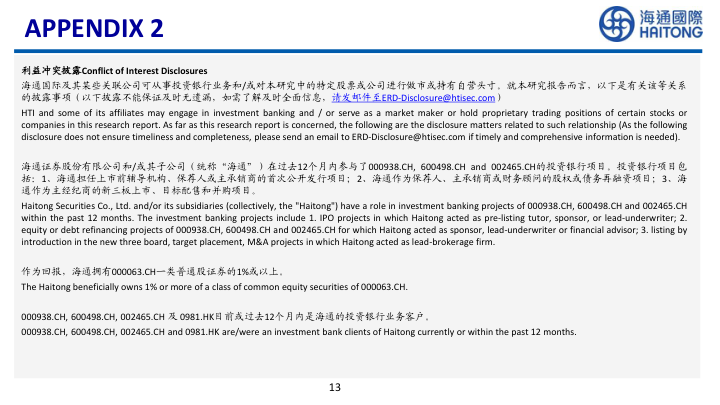 APPENDIX 2
海通國際
HAITONG
利益冲突披露Conflict of Interest Disclosures
海通国际及其某些关联公司可从事投资银行业务和/或对本研究中的特定股票或公司进行做市或持有自营头寸。就本研究报告而言，以下是有关该等关系
的披露事项（以下披露不能保证及时无遗漏，如需了解及时全面信息，请发邮件至ERD-Disclosure@htisec.com）
HTI and some of its affiliates may engage in investment banking and / or serve as a market maker or hold proprietary trading positions of certain stocks or
companies in this research report. As far as this research report is concerned, the following are the disclosure matters related to such relationship (As the following
disclosure does not ensure timeliness and completeness, please send an email to ERD-Disclosure@htisec.com if timely and comprehensive information is needed).
海通证券股份有限公司和/或其子公司（统称“海通”）在过去12个月内参与了000938.CH, 600498.CH and 002465.CH的投资银行项目。投资银行项目包
括：1、海通担任上市前辅导机构、保荐人或主承销商的首次公开发行项目；2、海通作为保荐人、主承销商或财务顾问的股权或债务再融资项目；3、海
通作为主经纪商的新三板上市、目标配售和并购项目。
Haitong Securities Co., Ltd. and/or its subsidiaries (collectively, the "Haitong") have a role in investment banking projects of 000938.CH, 600498.CH and 002465.CH
within the past 12 months. The investment banking projects include 1. IPO projects in which Haitong acted as pre-listing tutor, sponsor, or lead-underwriter; 2.
equity or debt refinancing projects of 000938.CH, 600498.CH and 002465.CH for which Haitong acted as sponsor, lead-underwriter or financial advisor; 3. listing by
introduction in the new three board, target placement, M&A projects in which Haitong acted as lead-brokerage firm.
作为回报，海通拥有000063.CH一类普通股证券的1%或以上。
The Haitong beneficially owns 1% or more of a class of common equity securities of 000063.CH.
000938.CH, 600498.CH, 002465.CH 及 0981.HK目前或过去12个月内是海通的投资银行业务客户。
000938.CH, 600498.CH, 002465.CH and 0981.HK are/were an investment bank clients of Haitong currently or within the past 12 months.
13